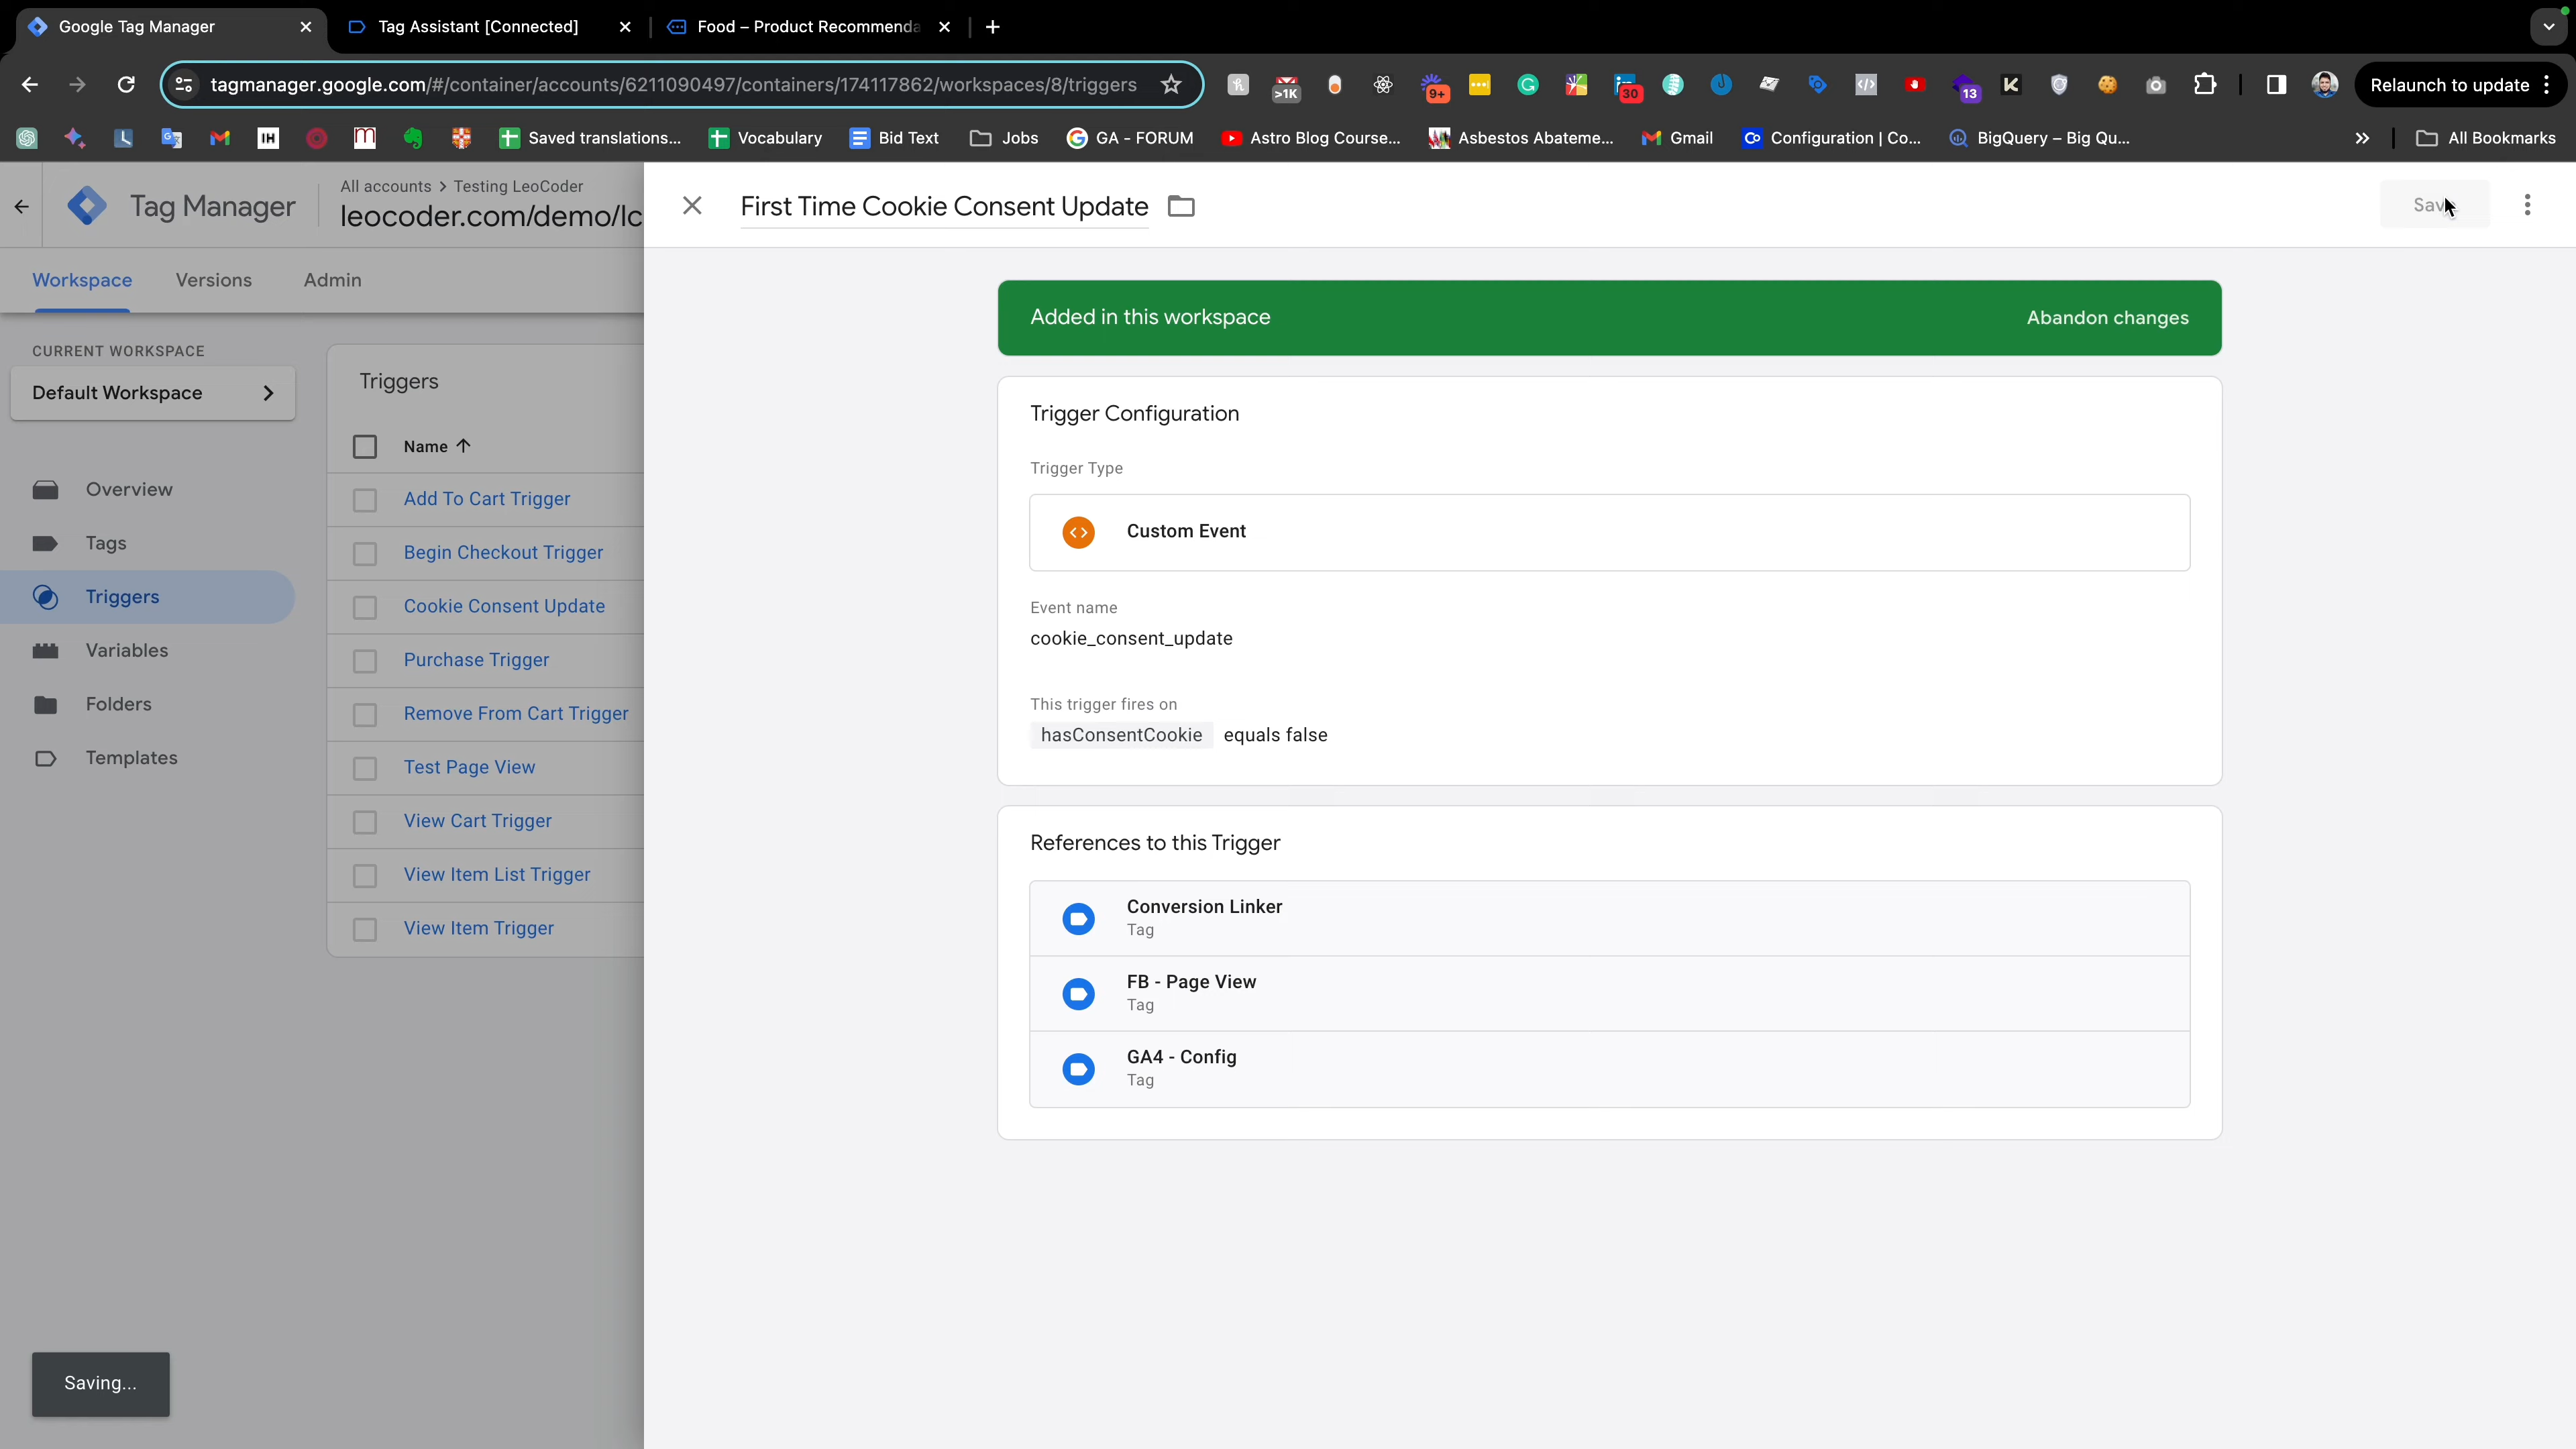 Google Tag Manager
Tag Assistant [Connected]
Food – Product Recommenda
tagmanager.google.com/#/container/accounts/6211090497/containers/174117862/workspaces/8/triggers
>1K
9+
30
13
Relaunch to update
IH
Saved translations...
Vocabulary
Bid Text
Jobs
GA - FORUM
Astro Blog Course...
Asbestos Abateme...
Gmail
Configuration | Co...
BigQuery – Big Qu...
All Bookmarks
Tag Manager
All accounts > Testing LeoCoder
leocoder.com/demo/lc
First Time Cookie Consent Update
Workspace
Versions
Admin
Added in this workspace
Abandon changes
CURRENT WORKSPACE
Default Workspace
Overview
Tags
Triggers
Variables
Folders
Templates
Triggers
Name
Add To Cart Trigger
Begin Checkout Trigger
Cookie Consent Update
Purchase Trigger
Remove From Cart Trigger
Test Page View
View Cart Trigger
View Item List Trigger
View Item Trigger
Trigger Configuration
Trigger Type
Custom Event
Event name
cookie_consent_update
This trigger fires on
hasConsentCookie equals false
References to this Trigger
Conversion Linker
Tag
FB - Page View
Tag
GA4 - Config
Tag
Saving...